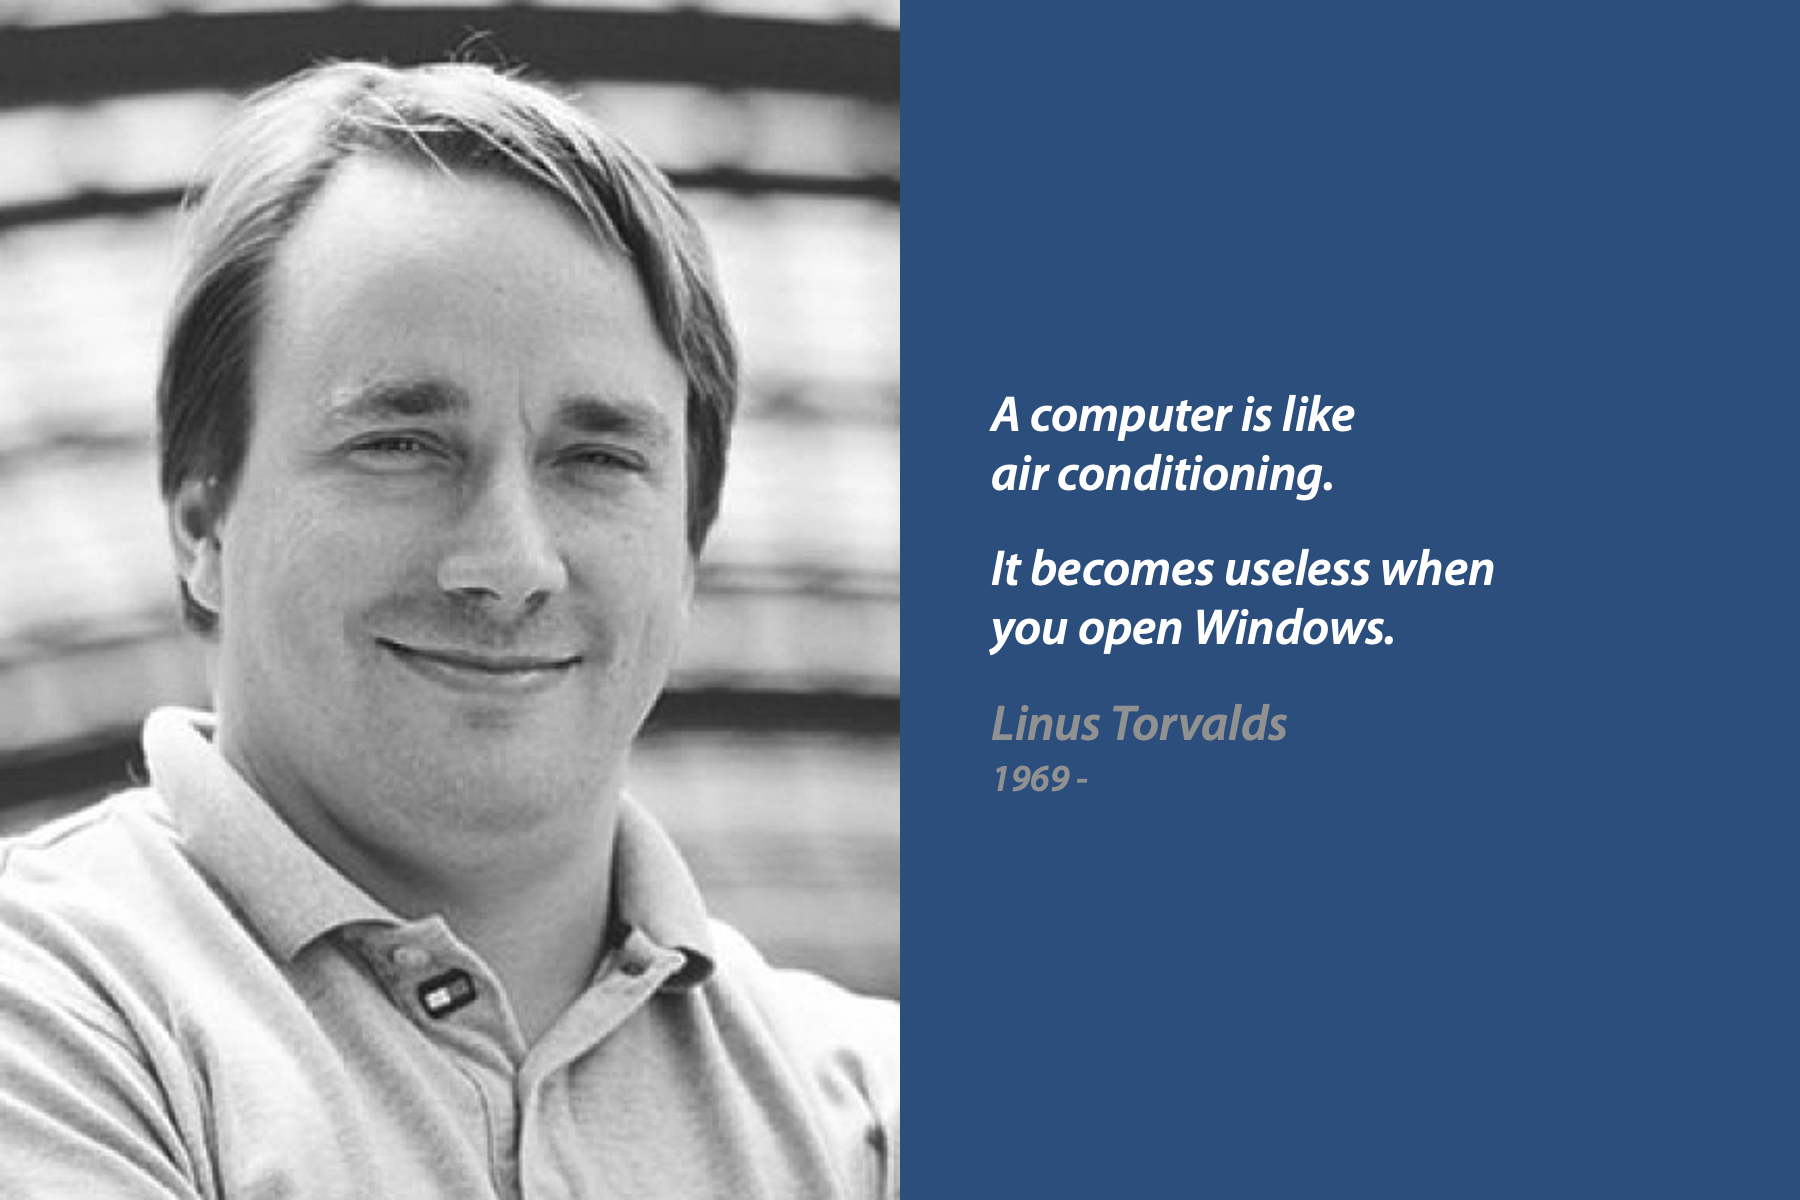 A computer is like
air conditioning.
It becomes useless when
you open Windows.
Linus Torvalds
1969 -